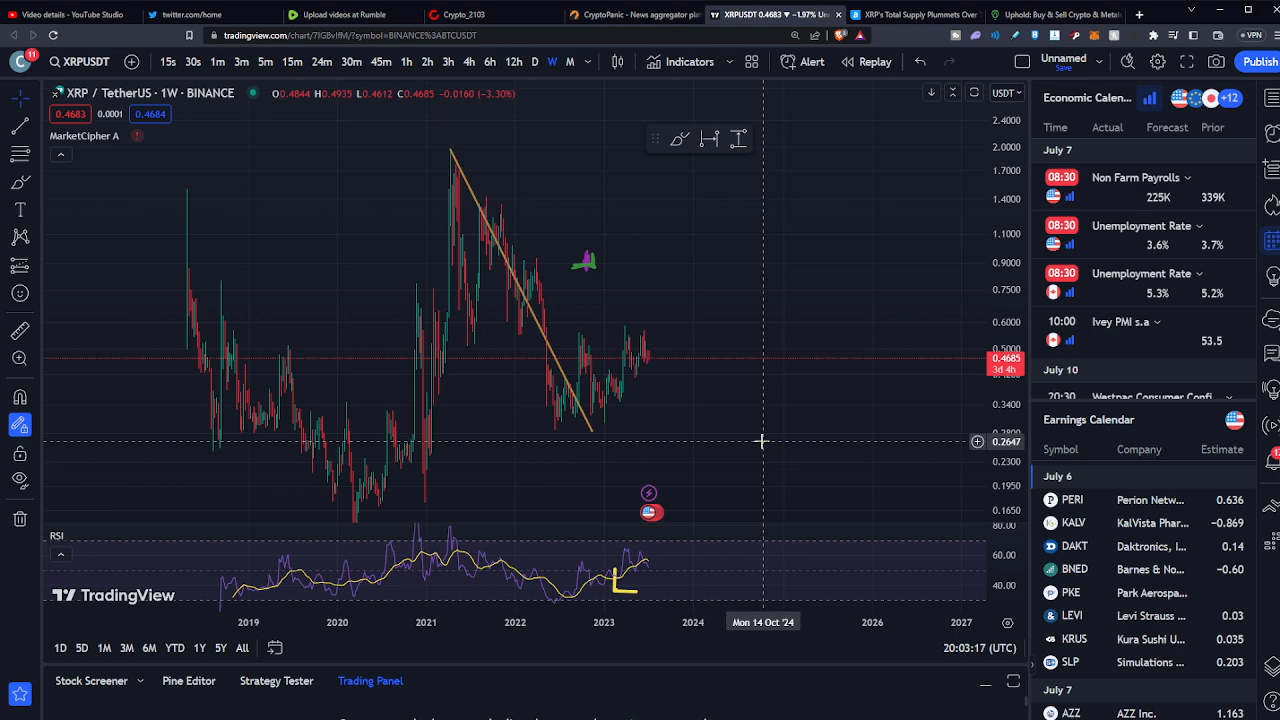 Video details - YouTube Studio
twitter.com/home
Upload videos at Rumble
Crypto_2103
CryptoPanic - News aggregator pla
XRPUSDT 0.4683 ▼ −1.97% Un
XRP's Total Supply Plummets Over
Uphold: Buy & Sell Crypto & Metal
tradingview.com/chart/7IGBvlfM/?symbol=BINANCE%3ABTCUSDT
VPN
C
11
XRPUSDT
15s 30s 1m 3m 5m 15m 24m 30m 45m 1h 2h 3h 4h 6h 12h D W M
Indicators
Alert
Replay
Unnamed
Save
Publish
XRP / TetherUS · 1W · BINANCE
O0.4844 H0.4935 L0.4612 C0.4685 −0.0160 (−3.30%)
USDT
0.4683 0.0001 0.4684
MarketCipher A
2.4000
2.0000
1.7000
1.4000
1.1000
0.9000
0.7500
0.6000
0.5000
0.4685
3d 4h
0.3400
0.2647
0.2300
0.1950
0.1650
RSI
80.00
60.00
40.00
TradingView
2019 2020 2021 2022 2023 2024 Mon 14 Oct '24 2026 2027
1D 5D 1M 3M 6M YTD 1Y 5Y All
20:03:17 (UTC)
Stock Screener
Pine Editor
Strategy Tester
Trading Panel
Economic Calen...
+12
Time Actual Forecast Prior
July 7
08:30 Non Farm Payrolls
225K 339K
08:30 Unemployment Rate
3.6% 3.7%
08:30 Unemployment Rate
5.3% 5.2%
10:00 Ivey PMI s.a
53.5
July 10
20:30 Westpac Consumer Confi
Earnings Calendar
Symbol Company Estimate
July 6
PERI Perion Netw... 0.636
KALV KalVista Phar... −0.869
DAKT Daktronics, I... 0.14
BNED Barnes & No... −0.60
PKE Park Aerospa...
LEVI Levi Strauss ... 0.03
KRUS Kura Sushi U... 0.035
SLP Simulations ... 0.203
July 7
AZZ AZZ Inc. 1.163